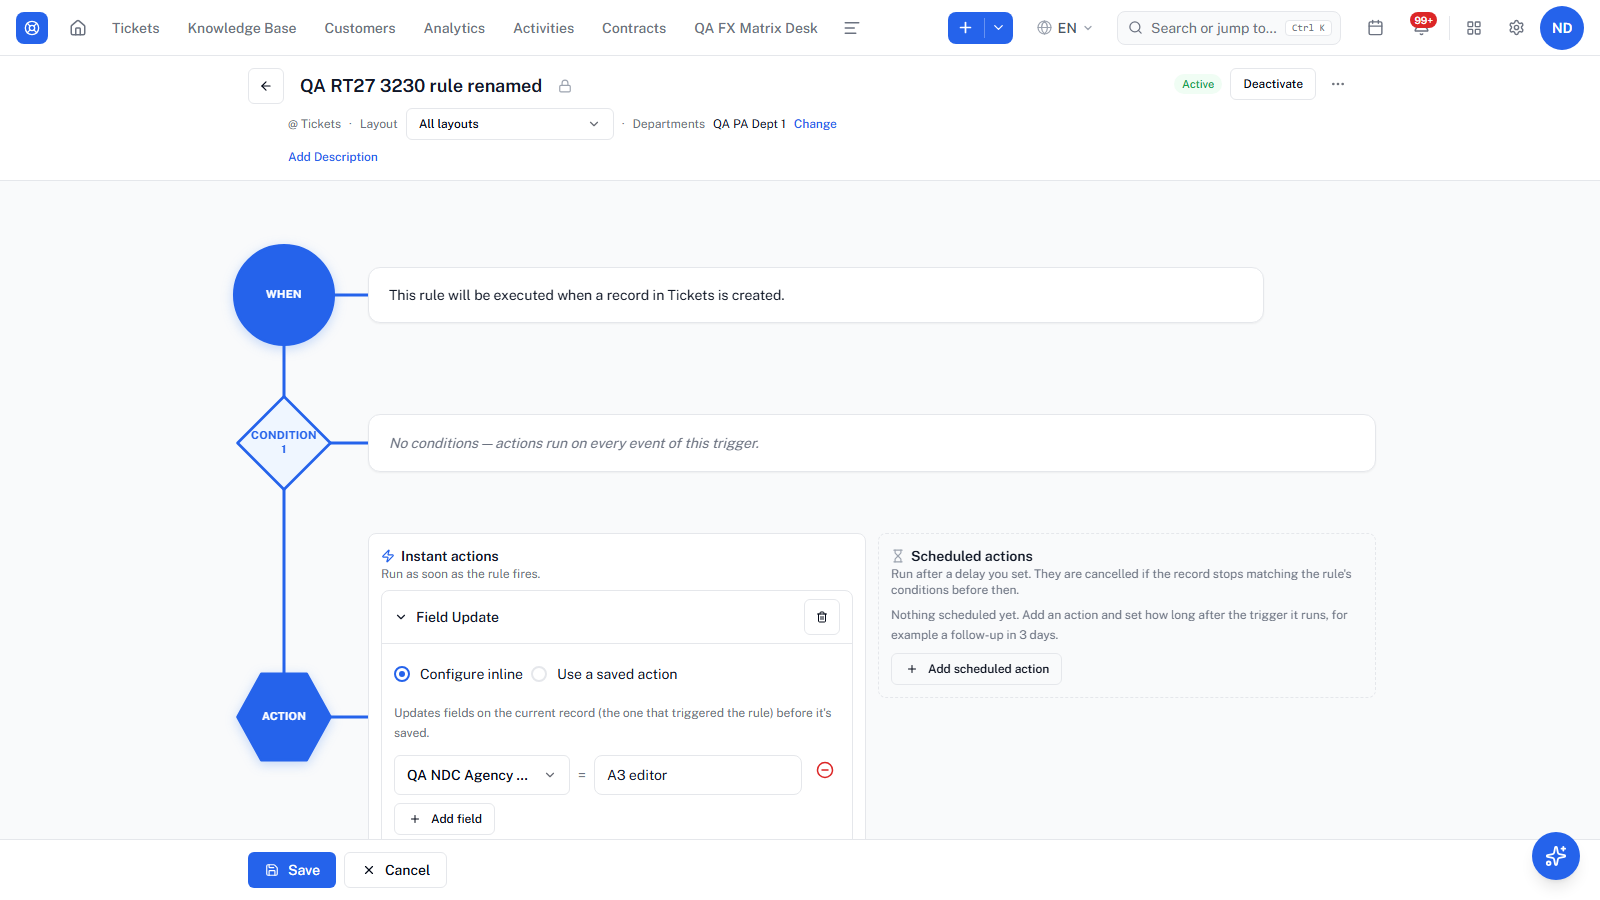 Tickets
Knowledge Base
Customers
Analytics
Activities
Contracts
QA FX Matrix Desk
EN
Search or jump to...
Ctrl K
99+
ND
QA RT27 3230 rule renamed
Active
Deactivate
@ Tickets · Layout
All layouts
· Departments QA PA Dept 1 Change
Add Description
WHEN
This rule will be executed when a record in Tickets is created.
CONDITION
1
No conditions — actions run on every event of this trigger.
Instant actions
Run as soon as the rule fires.
Field Update
Configure inline
Use a saved action
Updates fields on the current record (the one that triggered the rule) before it's
saved.
QA NDC Agency ...
=
A3 editor
Add field
Scheduled actions
Run after a delay you set. They are cancelled if the record stops matching the rule's
conditions before then.
Nothing scheduled yet. Add an action and set how long after the trigger it runs, for
example a follow-up in 3 days.
Add scheduled action
ACTION
Save
Cancel